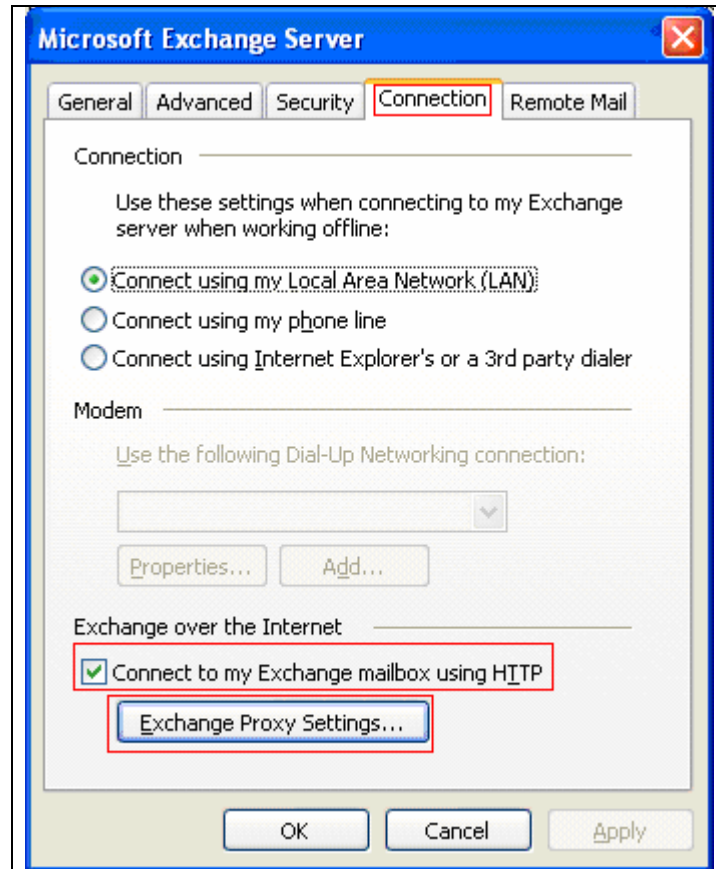 Microsoft Exchange Server
General Advanced Security Connection Remote Mail
Connection
Use these settings when connecting to my Exchange
server when working offline:
Connect using my Local Area Network (LAN)
Connect using my phone line
Connect using Internet Explorer's or a 3rd party dialer
Modem
Use the following Dial-Up Networking connection:
Properties... Add...
Exchange over the Internet
Connect to my Exchange mailbox using HTTP
Exchange Proxy Settings...
OK Cancel Apply